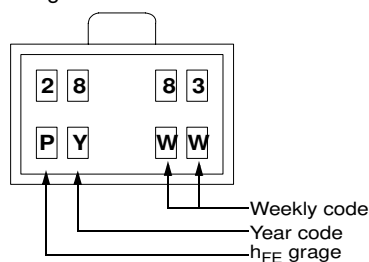 2 8 8 3
P Y W W
Weekly code
Year code
hFE grage